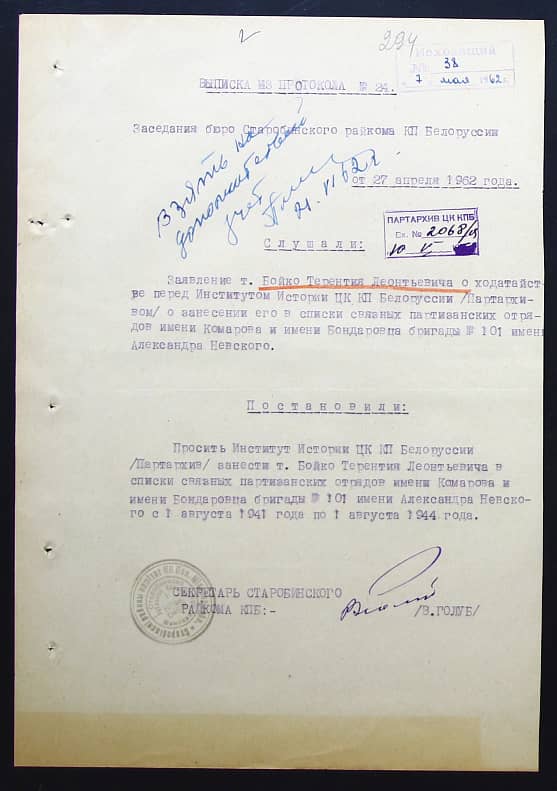 2
294
Исходящий
№ 38
7 мая 1962 г.
ВЫПИСКА ИЗ ПРОТОКОЛА № 24.
Заседания бюро Старобинского райкома КП Белоруссии
от 27 апреля 1962 года.
Взять на
дополнительный
учет
21.VI 62 г.
ПАРТАРХИВ ЦК КПБ
Вх. № 2068/
10 V
Слушали:
Заявление т. Бойко Терентия Леонтьевича о ходатайст-
ве перед Институтом Истории ЦК КП Белоруссии /Партархи-
вом/ о занесении его в списки связных партизанских отря-
дов имени Комарова и имени Бондаровца бригады № 101 имени
Александра Невского.
Постановили:
Просить Институт Истории ЦК КП Белоруссии
/Партархив/ занести т. Бойко Терентия Леонтьевича в
списки связных партизанских отрядов имени Комарова и
имени Бондаровца бригады № 101 имени Александра Невско-
го с 1 августа 1941 года по 1 августа 1944 года.
СЕКРЕТАРЬ СТАРОБИНСКОГО
РАЙКОМА КПБ:-
/В.ГОЛУБ/